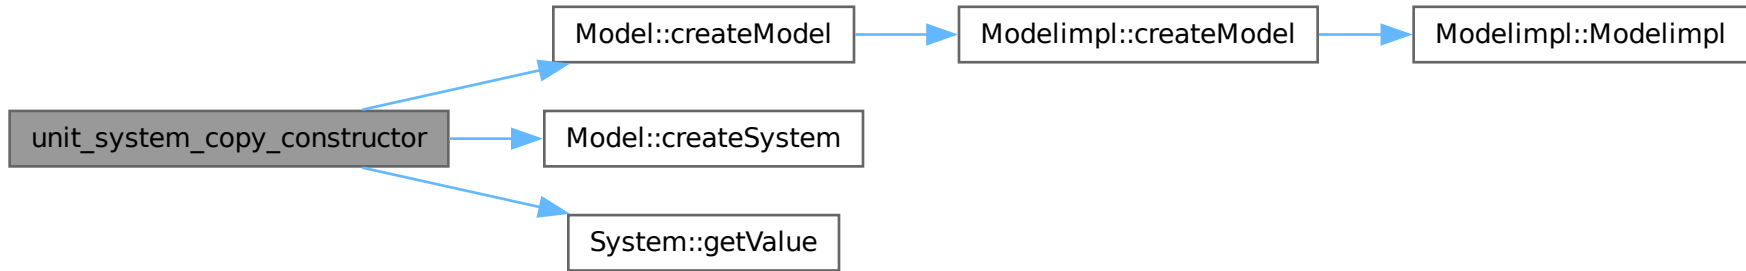 Model::createModel
Modelimpl::createModel
Modelimpl::Modelimpl
unit_system_copy_constructor
Model::createSystem
System::getValue